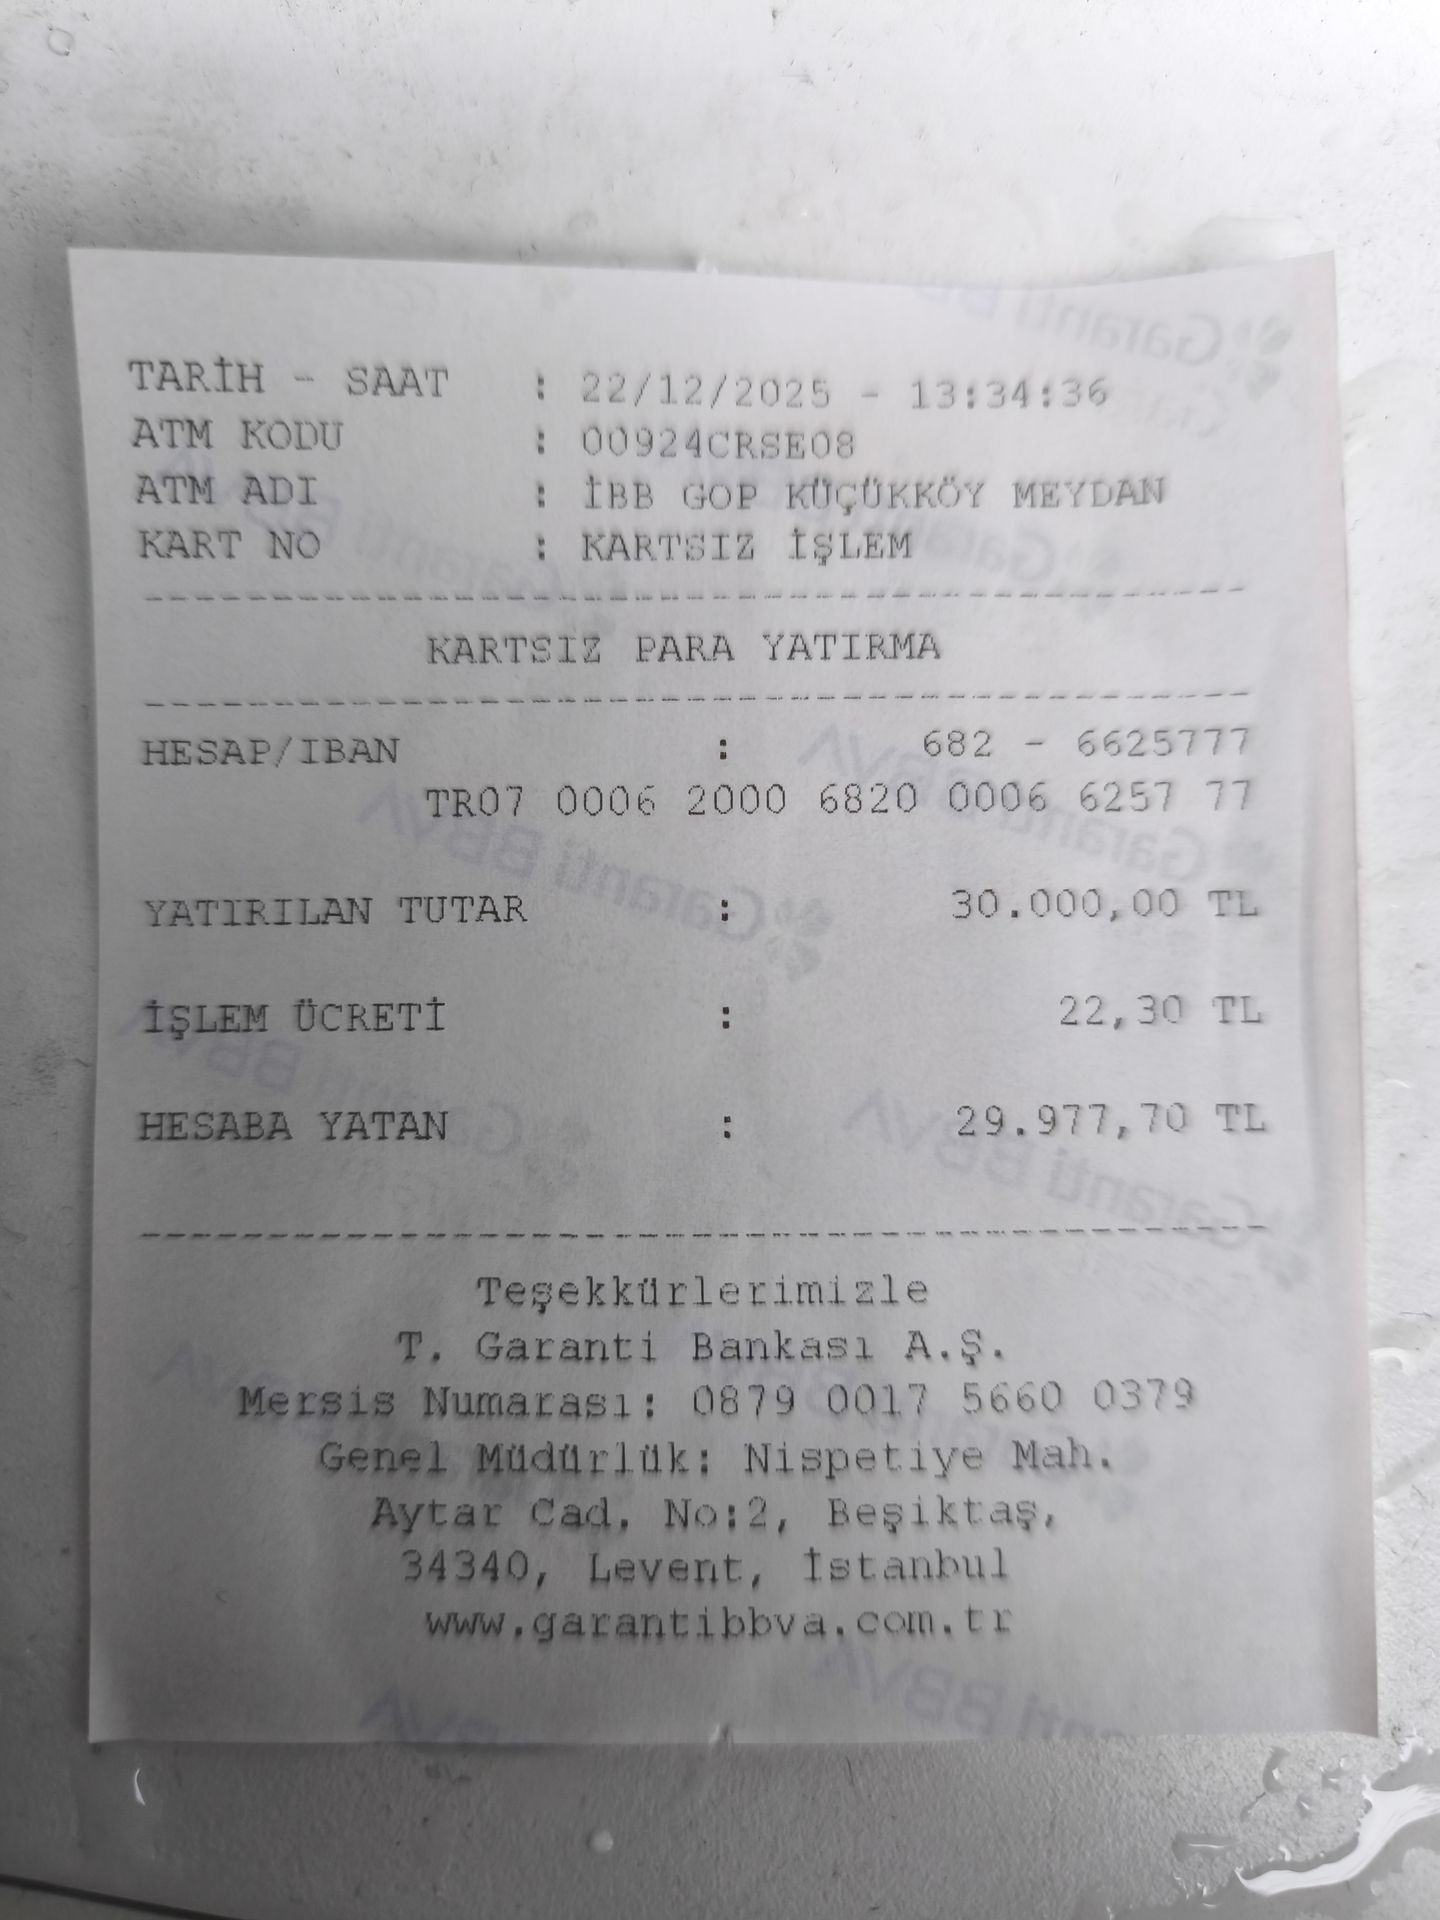 TARİH - SAAT : 22/12/2025 - 13:34:36
ATM KODU : 00924CRSE08
ATM ADI : İBB GOP KÜÇÜKKÖY MEYDAN
KART NO : KARTSIZ İŞLEM
KARTSIZ PARA YATIRMA
HESAP/IBAN : 682 - 6625777
TR07 0006 2000 6820 0006 6257 77
YATIRILAN TUTAR : 30.000,00 TL
İŞLEM ÜCRETİ : 22,30 TL
HESABA YATAN : 29.977,70 TL
Teşekkürlerimizle
T. Garanti Bankası A.Ş.
Mersis Numarası: 0879 0017 5660 0379
Genel Müdürlük: Nispetiye Mah.
Aytar Cad. No:2, Beşiktaş,
34340, Levent, İstanbul
www.garantibbva.com.tr